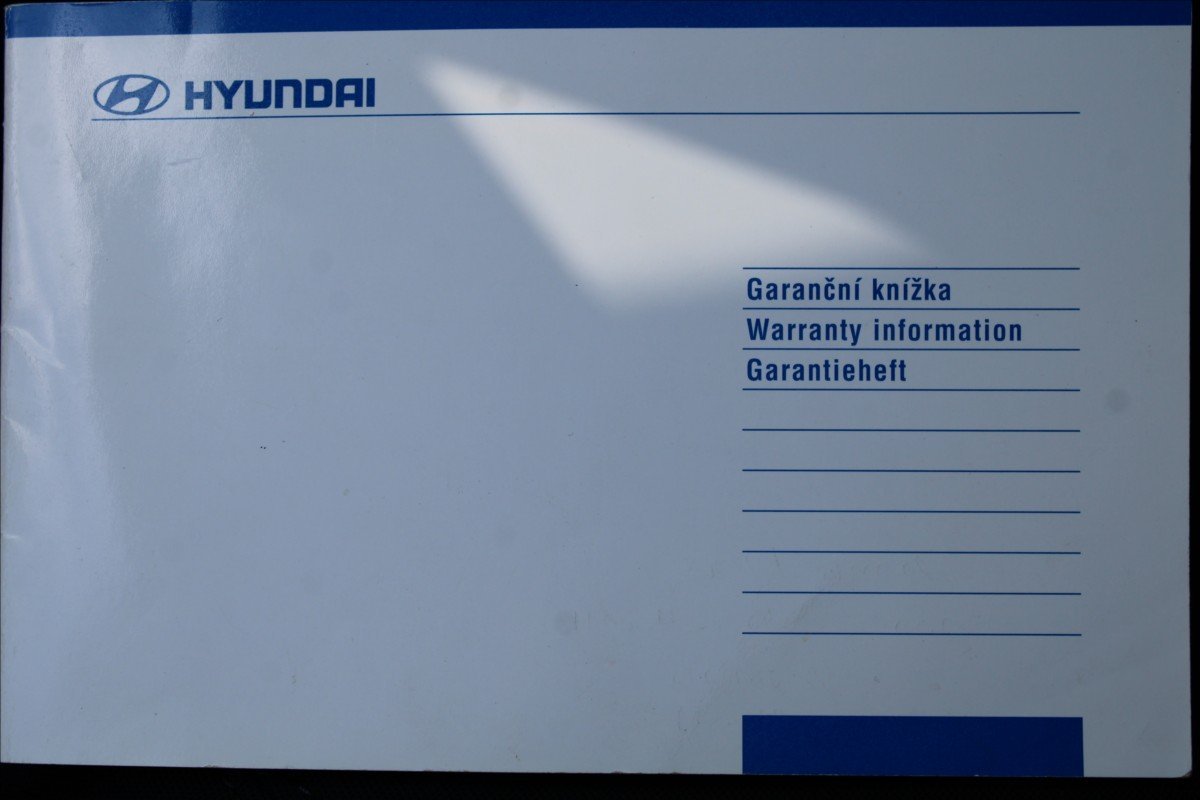 HYUNDAI
Garanční knížka
Warranty information
Garantieheft